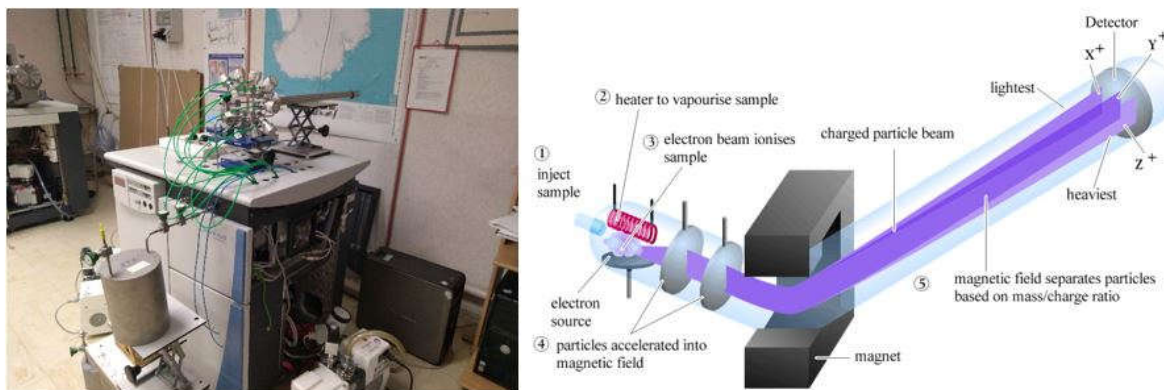 Detector
X⁺
Y⁺
lightest
② heater to vapourise sample
charged particle beam
③ electron beam ionises
sample
①
inject
sample
Z⁺
heaviest
magnetic field separates particles
⑤
based on mass/charge ratio
electron
source
④ particles accelerated into
magnetic field
magnet